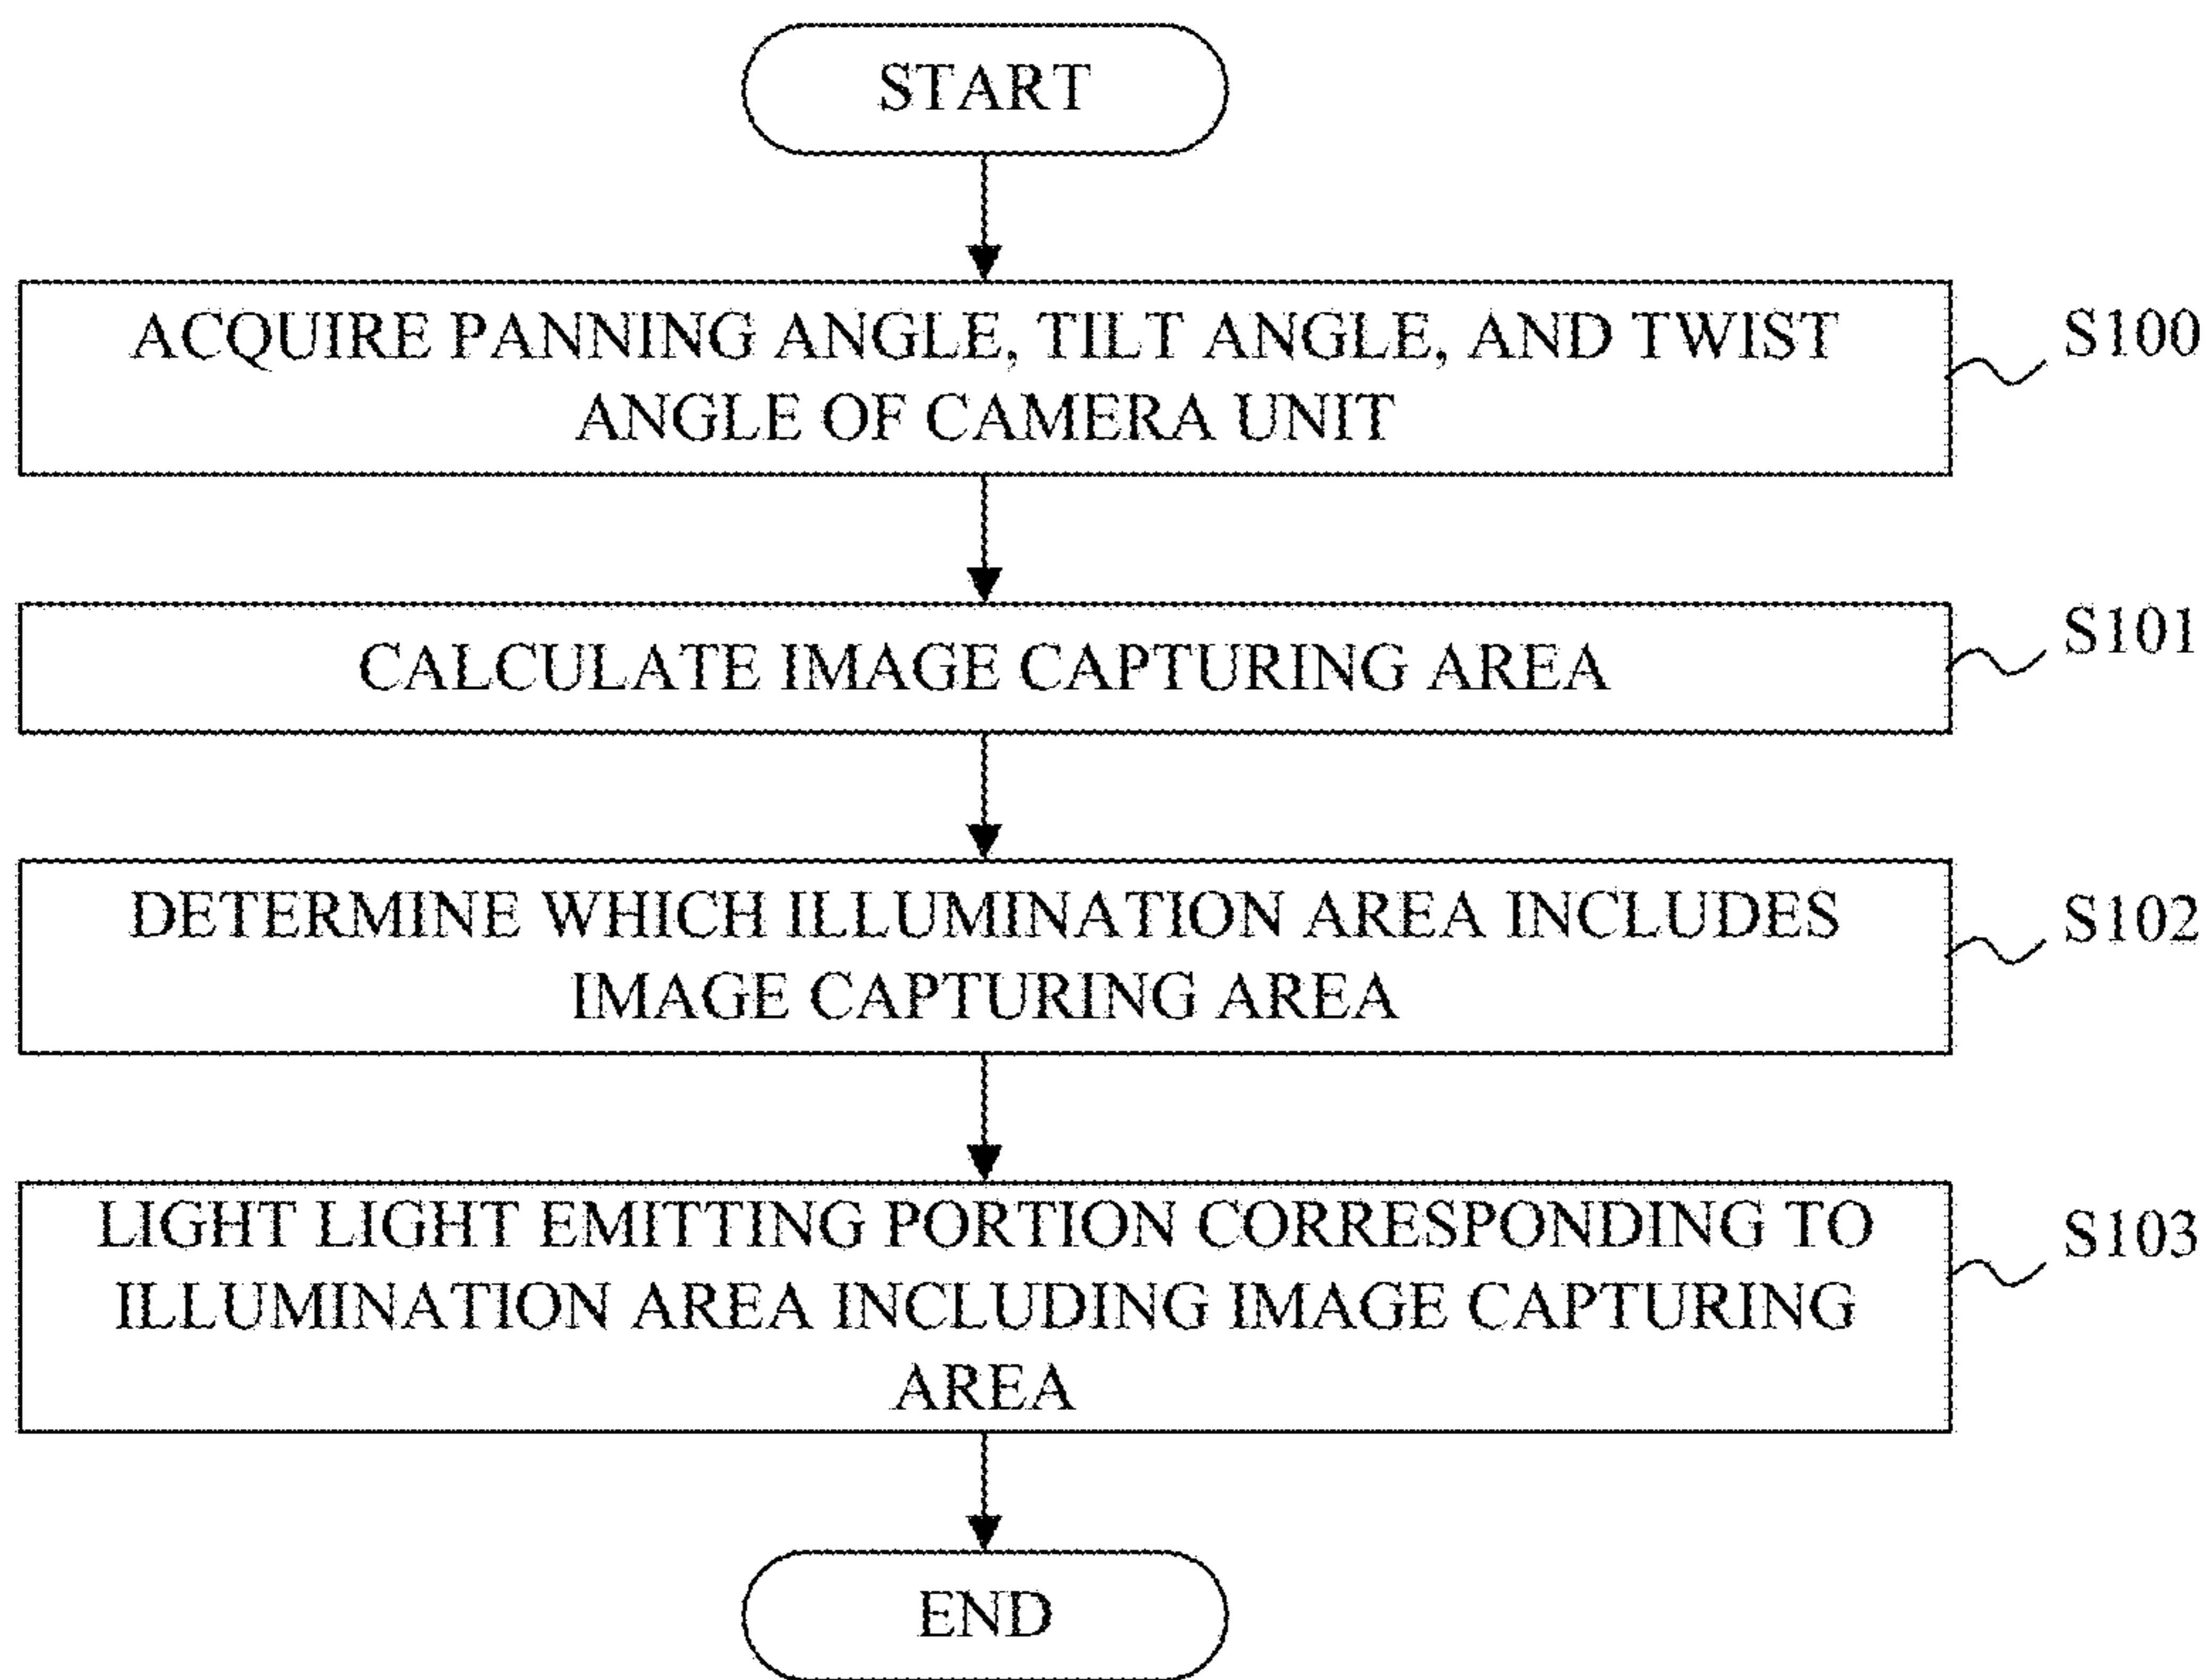 START
ACQUIRE PANNING ANGLE, TILT ANGLE, AND TWIST
ANGLE OF CAMERA UNIT
S100
CALCULATE IMAGE CAPTURING AREA
S101
DETERMINE WHICH ILLUMINATION AREA INCLUDES
IMAGE CAPTURING AREA
S102
LIGHT LIGHT EMITTING PORTION CORRESPONDING TO
ILLUMINATION AREA INCLUDING IMAGE CAPTURING
AREA
S103
END